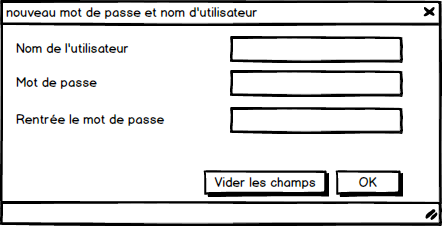 nouveau mot de passe et nom d'utilisateur
Nom de l'utilisateur
Mot de passe
Rentrée le mot de passe
Vider les champs
OK